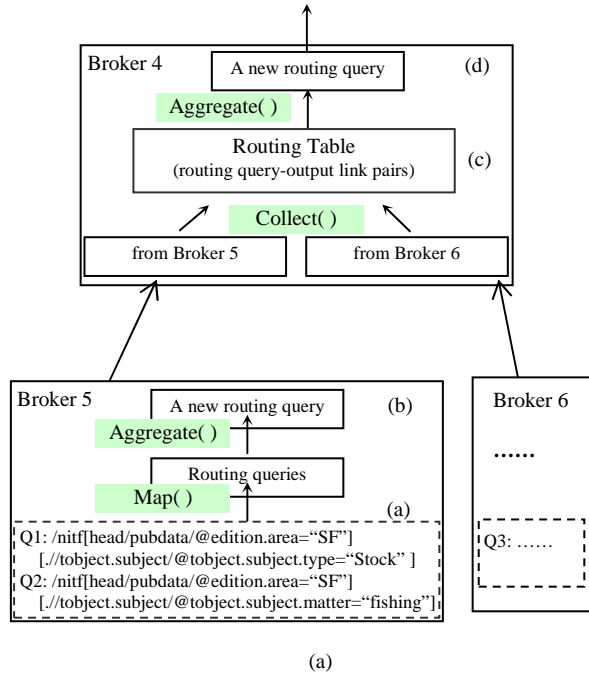 Broker 4
A new routing query
(d)
Aggregate( )
Routing Table
(routing query-output link pairs)
(c)
Collect( )
from Broker 5
from Broker 6
Broker 5
A new routing query
(b)
Aggregate( )
Routing queries
Map( )
(a)
Q1: /nitf[head/pubdata/@edition.area=“SF”]
[.//tobject.subject/@tobject.subject.type=“Stock” ]
Q2: /nitf[head/pubdata/@edition.area=“SF”]
[.//tobject.subject/@tobject.subject.matter=“fishing”]
Broker 6
......
Q3: ……
(a)